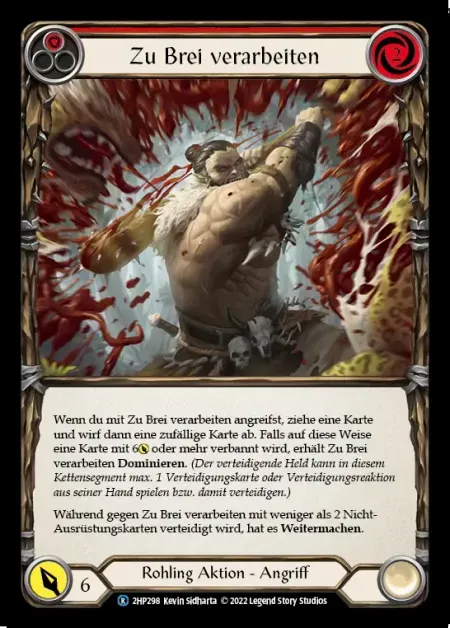 Zu Brei verarbeiten
2
Wenn du mit Zu Brei verarbeiten angreifst, ziehe eine Karte
und wirf dann eine zufällige Karte ab. Falls auf diese Weise
eine Karte mit 6 oder mehr verbannt wird, erhält Zu Brei
verarbeiten Dominieren. (Der verteidigende Held kann in diesem
Kettensegment max. 1 Verteidigungskarte oder Verteidigungsreaktion
aus seiner Hand spielen bzw. damit verteidigen.)
Während gegen Zu Brei verarbeiten mit weniger als 2 Nicht-
Ausrüstungskarten verteidigt wird, hat es Weitermachen.
6
Rohling Aktion - Angriff
R 2HP298 Kevin Sidharta © 2022 Legend Story Studios